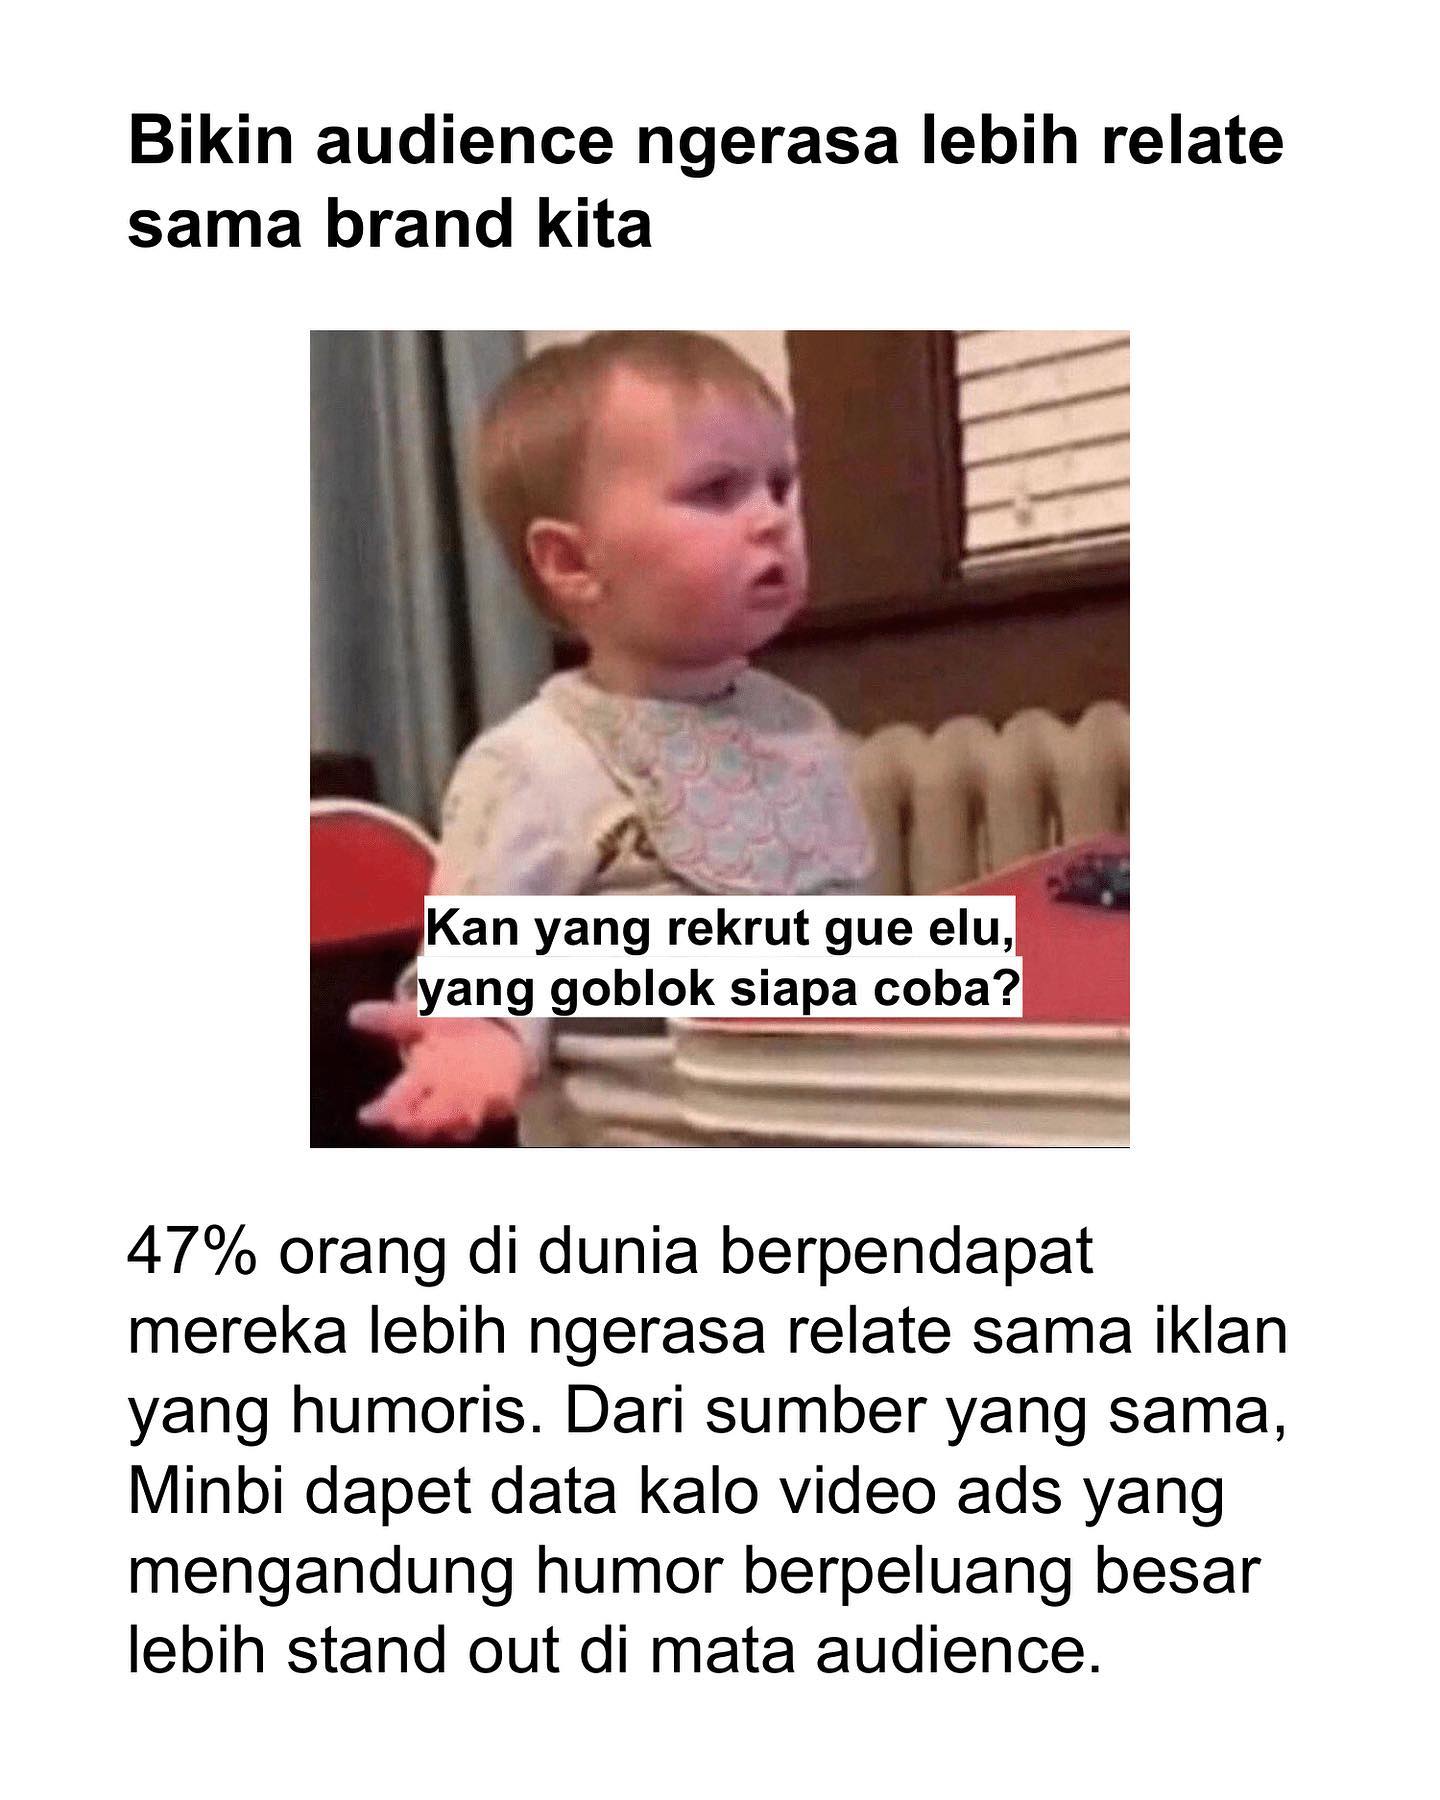 Bikin audience ngerasa lebih relate
sama brand kita
Kan yang rekrut gue elu,
yang goblok siapa coba?
47% orang di dunia berpendapat
mereka lebih ngerasa relate sama iklan
yang humoris. Dari sumber yang sama,
Minbi dapet data kalo video ads yang
mengandung humor berpeluang besar
lebih stand out di mata audience.